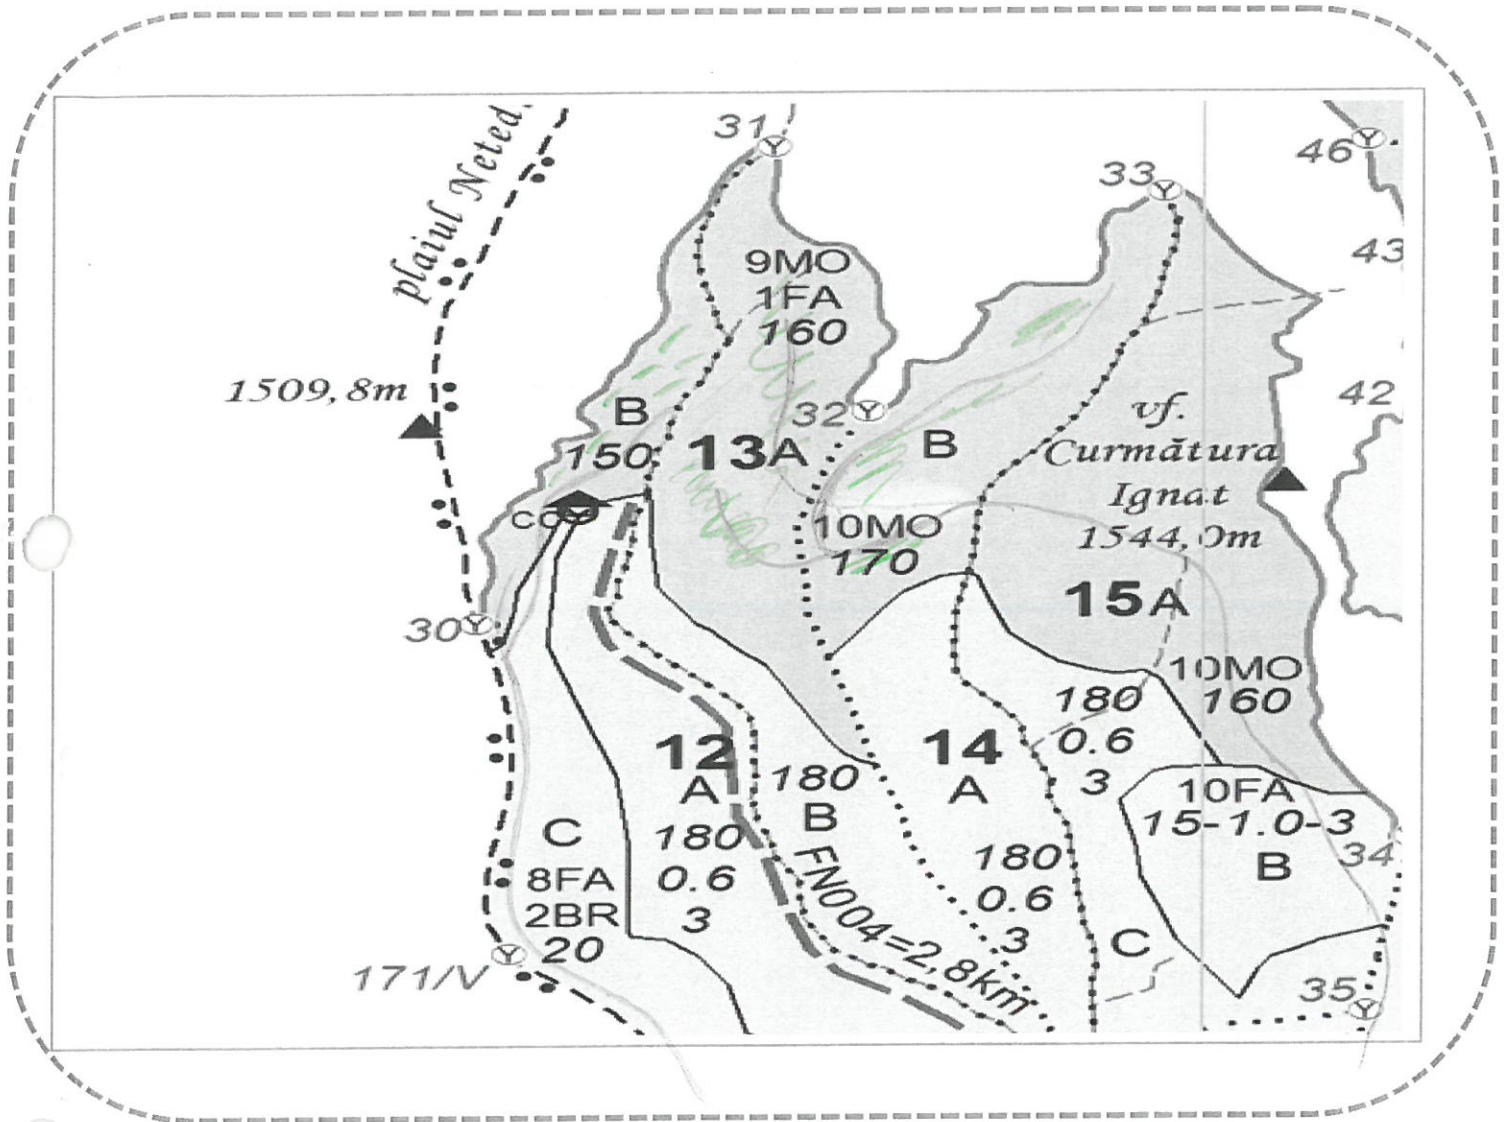 31
33
46
plaiul Neted
43
9MO
1FA
160
1509,8m
42
B
150
32
13A
B
vf.
Curmătura
Ignat
1544,0m
10MO
170
15A
30
10MO
160
180
0.6
3
12
A
180
0.6
3
180
B
14
A
180
0.6
3
10FA
15-1.0-3
B
34
C
8FA
2BR
20
FN004=2,8km
C
171/V
35